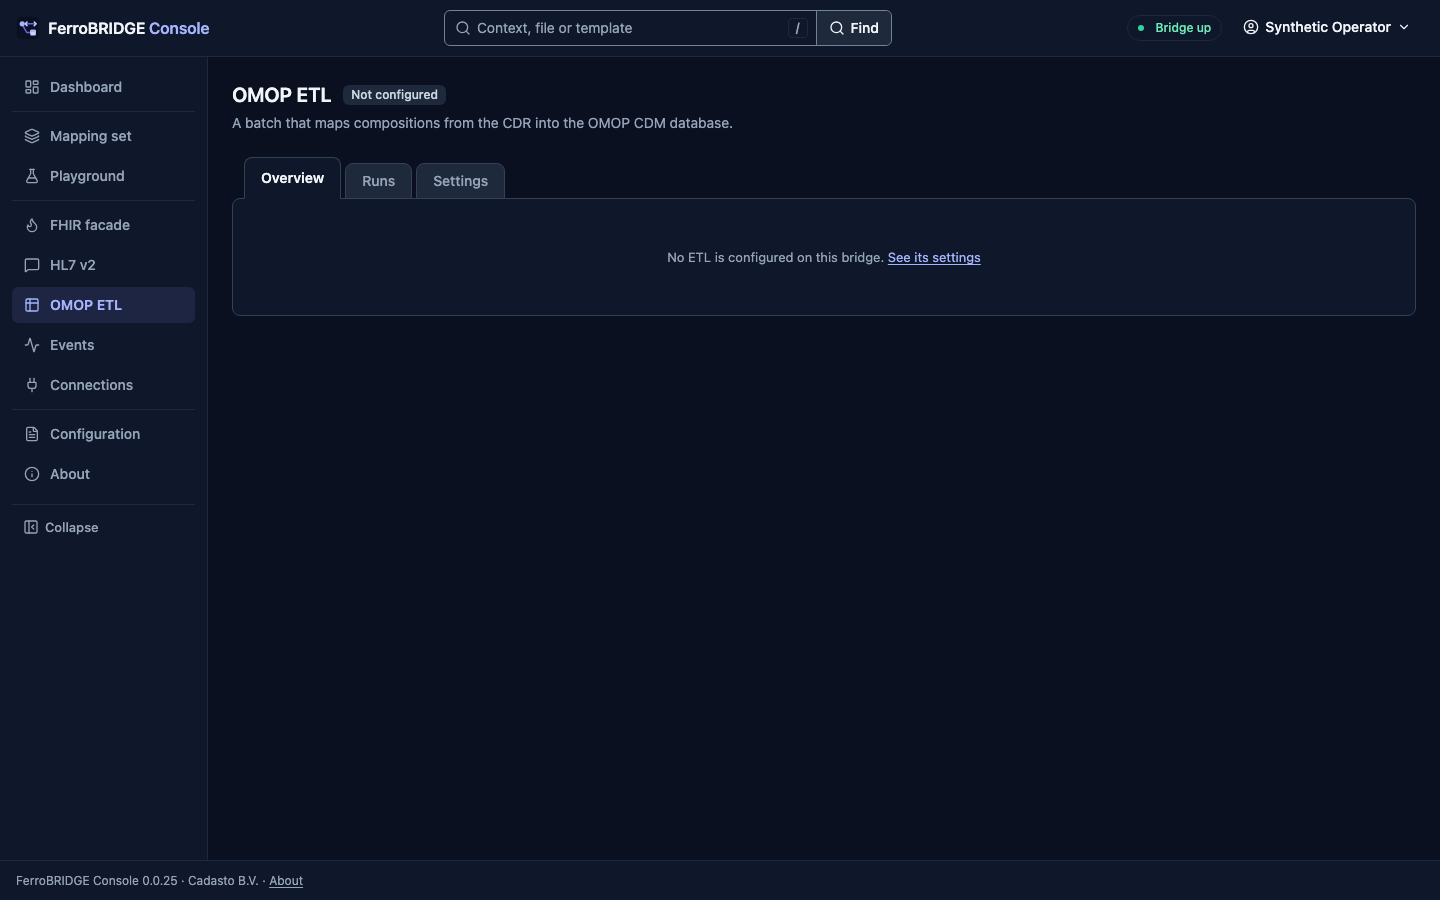 FerroBRIDGE Console
Context, file or template
/
Find
Bridge up
Synthetic Operator
Dashboard
Mapping set
Playground
FHIR facade
HL7 v2
OMOP ETL
Events
Connections
Configuration
About
Collapse
OMOP ETL
Not configured
A batch that maps compositions from the CDR into the OMOP CDM database.
Overview
Runs
Settings
No ETL is configured on this bridge. See its settings
FerroBRIDGE Console 0.0.25 · Cadasto B.V. · About